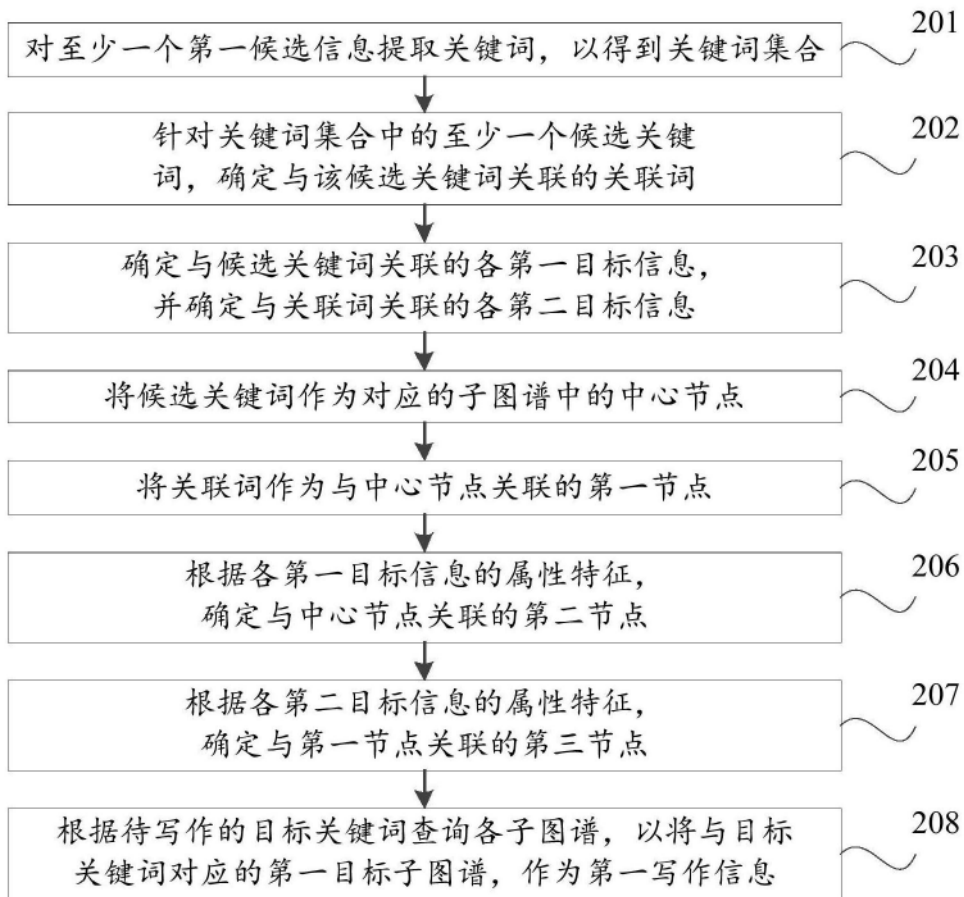 对至少一个第一候选信息提取关键词，以得到关键词集合
201
针对关键词集合中的至少一个候选关键
词，确定与该候选关键词关联的关联词
202
确定与候选关键词关联的各第一目标信息，
并确定与关联词关联的各第二目标信息
203
将候选关键词作为对应的子图谱中的中心节点
204
将关联词作为与中心节点关联的第一节点
205
根据各第一目标信息的属性特征，
确定与中心节点关联的第二节点
206
根据各第二目标信息的属性特征，
确定与第一节点关联的第三节点
207
根据待写作的目标关键词查询各子图谱，以将与目标
关键词对应的第一目标子图谱，作为第一写作信息
208